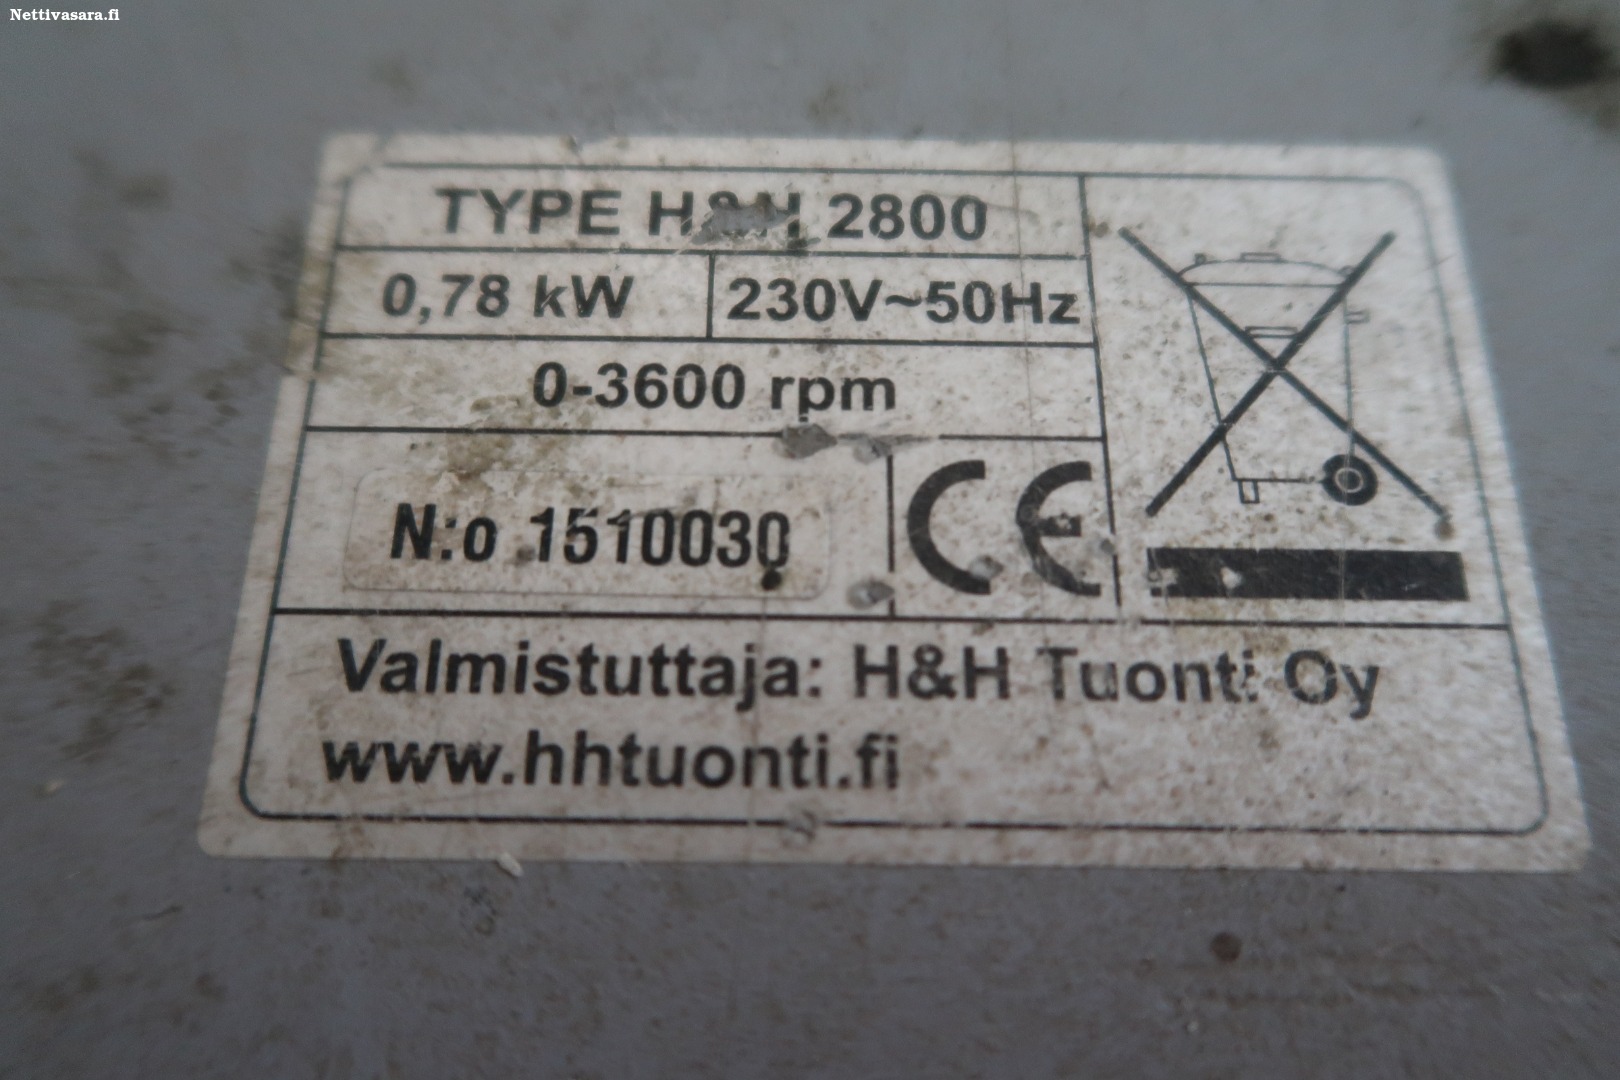 Nettivasara.fi
TYPE H&H 2800
0,78 kW
230V~50Hz
0-3600 rpm
N:o 1510030
CE
Valmistuttaja: H&H Tuonti Oy
www.hhtuonti.fi